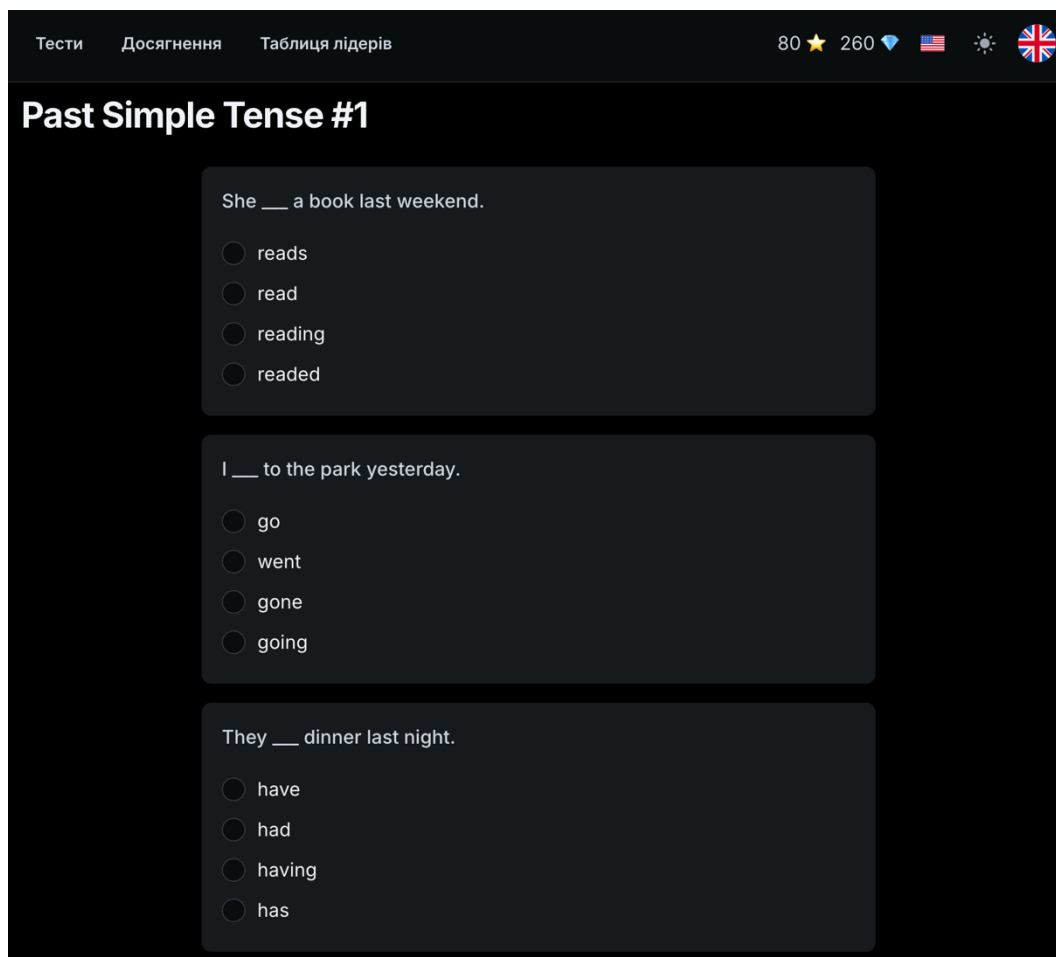 Тести Досягнення Таблиця лідерів 80 ⭐ 260 💎
Past Simple Tense #1
She ___ a book last weekend.
reads
read
reading
readed
I ___ to the park yesterday.
go
went
gone
going
They ___ dinner last night.
have
had
having
has